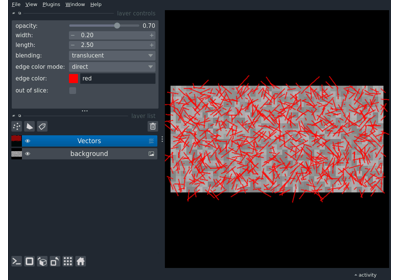 File View Plugins Window Help
layer controls
opacity: 0.70
width: 0.20
length: 2.50
blending: translucent
edge color mode: direct
edge color: red
out of slice:
layer list
Vectors
background
activity